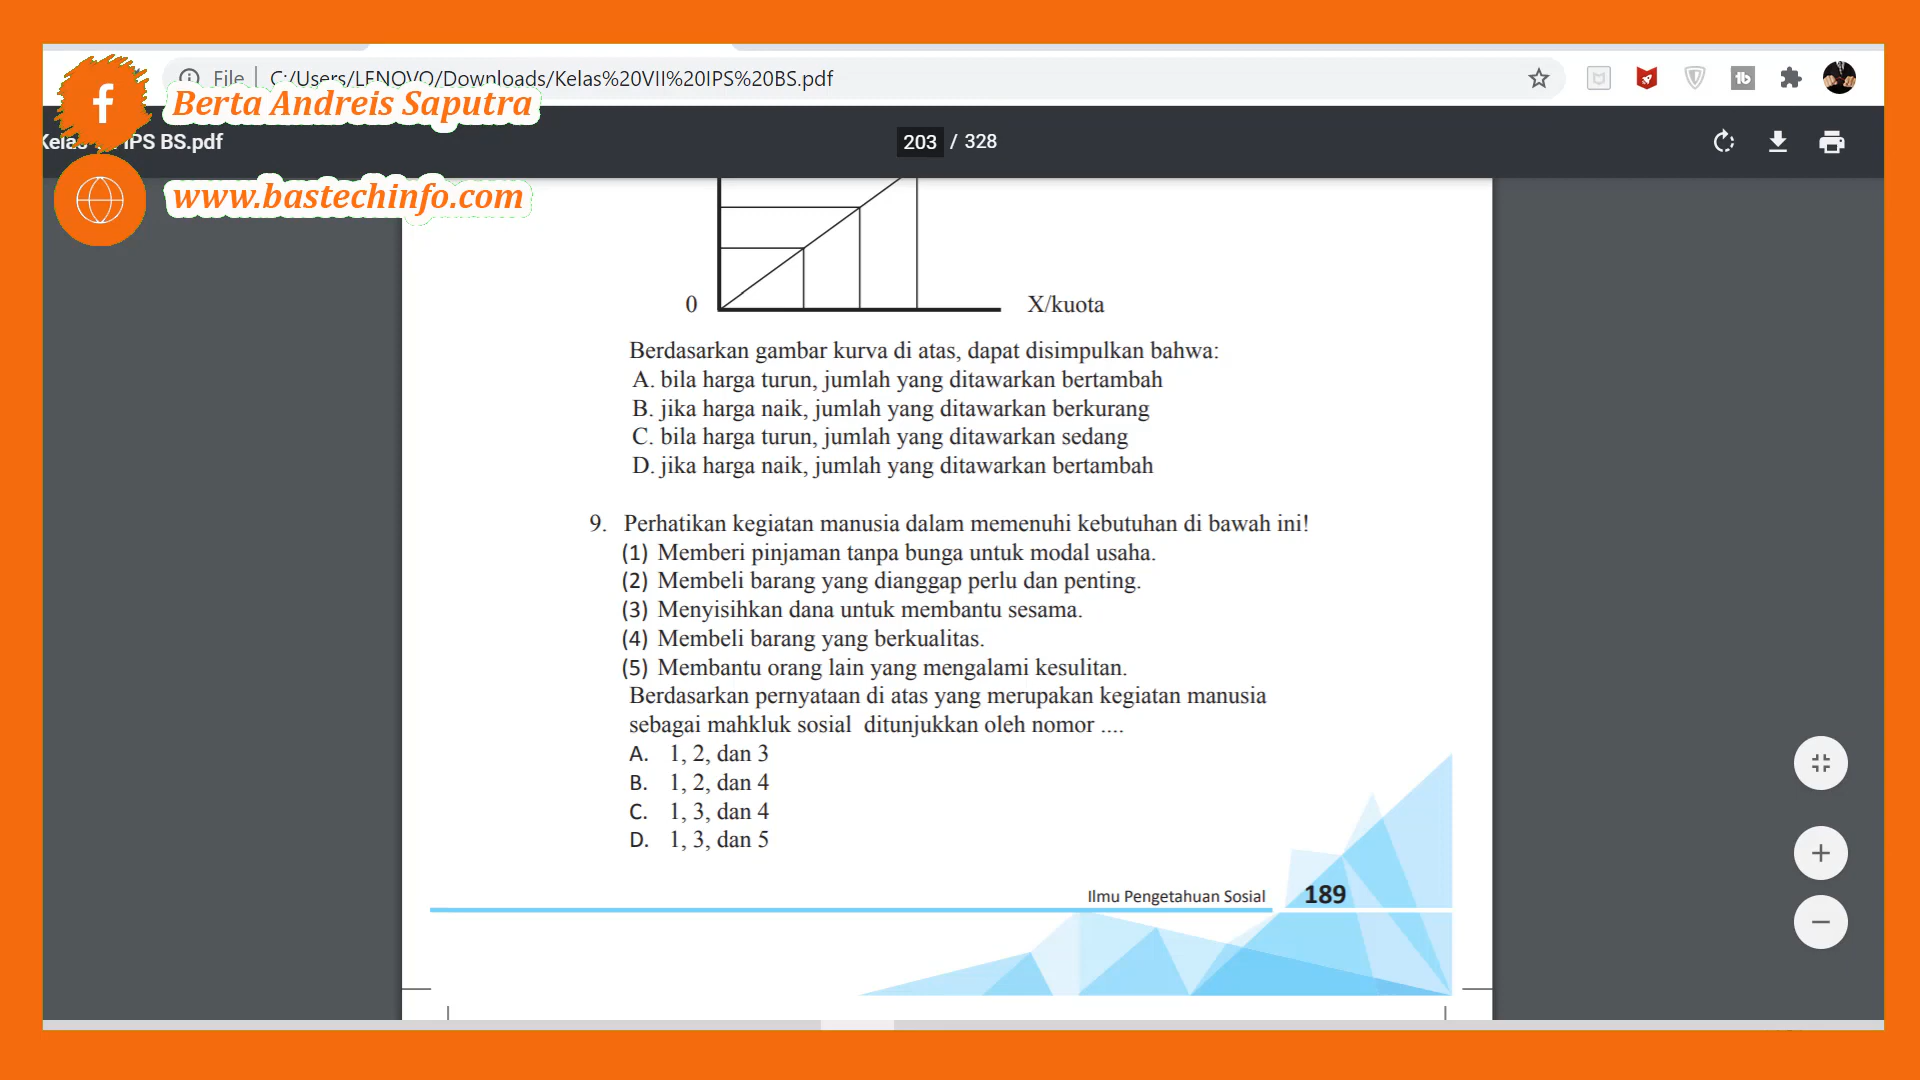 File
C:/Users/LENOVO/Downloads/Kelas%20VII%20IPS%20BS.pdf
Berta Andreis Saputra
IPS BS.pdf
203 / 328
www.bastechinfo.com
0
X/kuota
Berdasarkan gambar kurva di atas, dapat disimpulkan bahwa:
A. bila harga turun, jumlah yang ditawarkan bertambah
B. jika harga naik, jumlah yang ditawarkan berkurang
C. bila harga turun, jumlah yang ditawarkan sedang
D. jika harga naik, jumlah yang ditawarkan bertambah
9. Perhatikan kegiatan manusia dalam memenuhi kebutuhan di bawah ini!
(1) Memberi pinjaman tanpa bunga untuk modal usaha.
(2) Membeli barang yang dianggap perlu dan penting.
(3) Menyisihkan dana untuk membantu sesama.
(4) Membeli barang yang berkualitas.
(5) Membantu orang lain yang mengalami kesulitan.
Berdasarkan pernyataan di atas yang merupakan kegiatan manusia
sebagai mahkluk sosial ditunjukkan oleh nomor ....
A. 1, 2, dan 3
B. 1, 2, dan 4
C. 1, 3, dan 4
D. 1, 3, dan 5
Ilmu Pengetahuan Sosial 189